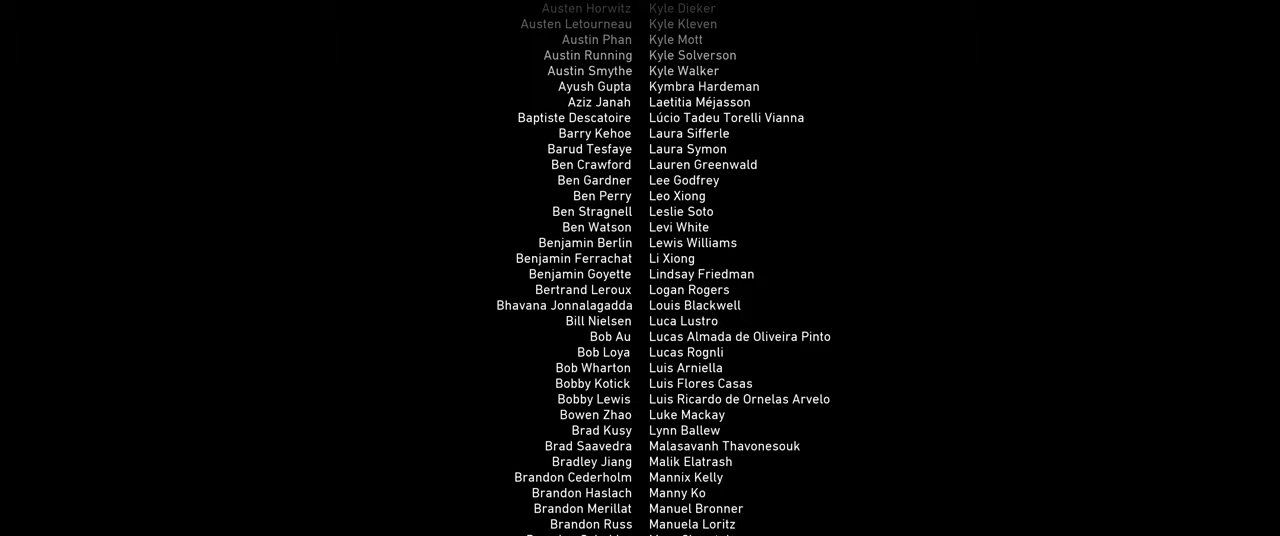 Austen Horwitz Kyle Dieker
Austen Letourneau Kyle Kleven
Austin Phan Kyle Mott
Austin Running Kyle Solverson
Austin Smythe Kyle Walker
Ayush Gupta Kymbra Hardeman
Aziz Janah Laetitia Méjasson
Baptiste Descatoire Lúcio Tadeu Torelli Vianna
Barry Kehoe Laura Sifferle
Barud Tesfaye Laura Symon
Ben Crawford Lauren Greenwald
Ben Gardner Lee Godfrey
Ben Perry Leo Xiong
Ben Stragnell Leslie Soto
Ben Watson Levi White
Benjamin Berlin Lewis Williams
Benjamin Ferrachat Li Xiong
Benjamin Goyette Lindsay Friedman
Bertrand Leroux Logan Rogers
Bhavana Jonnalagadda Louis Blackwell
Bill Nielsen Luca Lustro
Bob Au Lucas Almada de Oliveira Pinto
Bob Loya Lucas Rognli
Bob Wharton Luis Arniella
Bobby Kotick Luis Flores Casas
Bobby Lewis Luis Ricardo de Ornelas Arvelo
Bowen Zhao Luke Mackay
Brad Kusy Lynn Ballew
Brad Saavedra Malasavanh Thavonesouk
Bradley Jiang Malik Elatrash
Brandon Cederholm Mannix Kelly
Brandon Haslach Manny Ko
Brandon Merillat Manuel Bronner
Brandon Russ Manuela Loritz